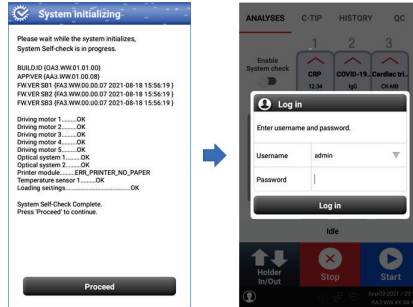 System Initializing
Please wait while the system initializes,
System Self-check is in progress.
BUILD.ID {OA3.WW.01.01.00}
APPVER {AA3.WW.01.00.08}
FW.VER SB1 {FA3.WW.00.00.07 2021-08-18 15:56:19 }
FW.VER SB2 {FA3.WW.00.00.07 2021-08-18 15:56:19 }
FW.VER SB3 {FA3.WW.00.00.07 2021-08-18 15:56:19 }
Driving motor 1.........OK
Driving motor 2.........OK
Driving motor 3.........OK
Driving motor 4.........OK
Driving motor 5.........OK
Optical system 1.......OK
Optical system 2.......OK
Printer module..........ERR_PRINTER_NO_PAPER
Temperature sensor 1.........OK
Loading settings..................................OK
System Self-Check Complete.
Press 'Proceed' to continue.
Proceed
ANALYSES C-TIP HISTORY QC
1 2 3
Enable
System check
CRP COVID-19.. Cardiac tri..
12:34 IgG CK-MB
Log in
Enter username and password.
Username admin
Password
Log in
Idle
Holder
In/Out
Stop
Start